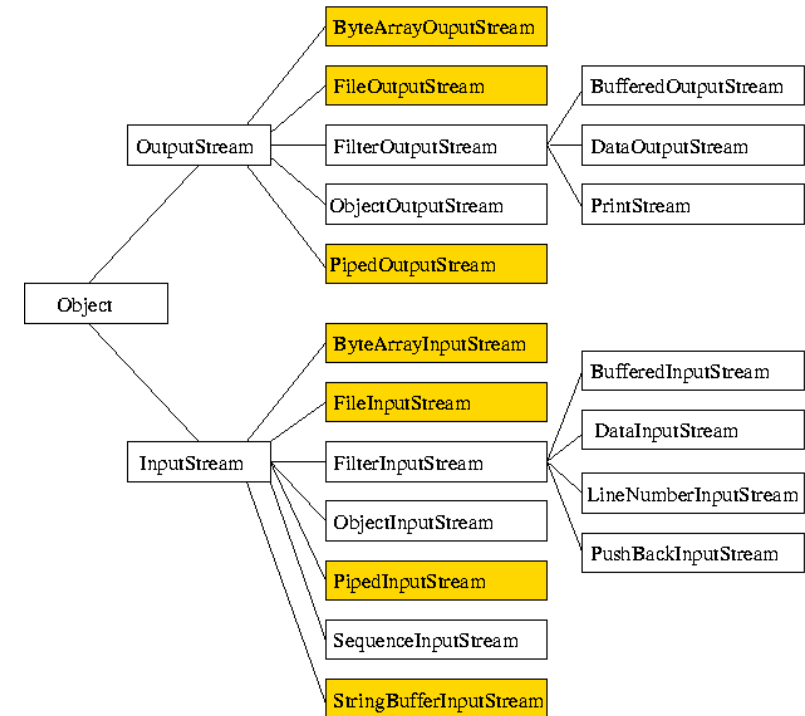 ByteArrayOuputStream
FileOutputStream
BufferedOutputStream
OutputStream
FilterOutputStream
DataOutputStream
ObjectOutputStream
PrintStream
PipedOutputStream
Object
ByteArrayInputStream
BufferedInputStream
FileInputStream
DataInputStream
InputStream
FilterInputStream
LineNumberInputStream
ObjectInputStream
PushBackInputStream
PipedInputStream
SequenceInputStream
StringBufferInputStream